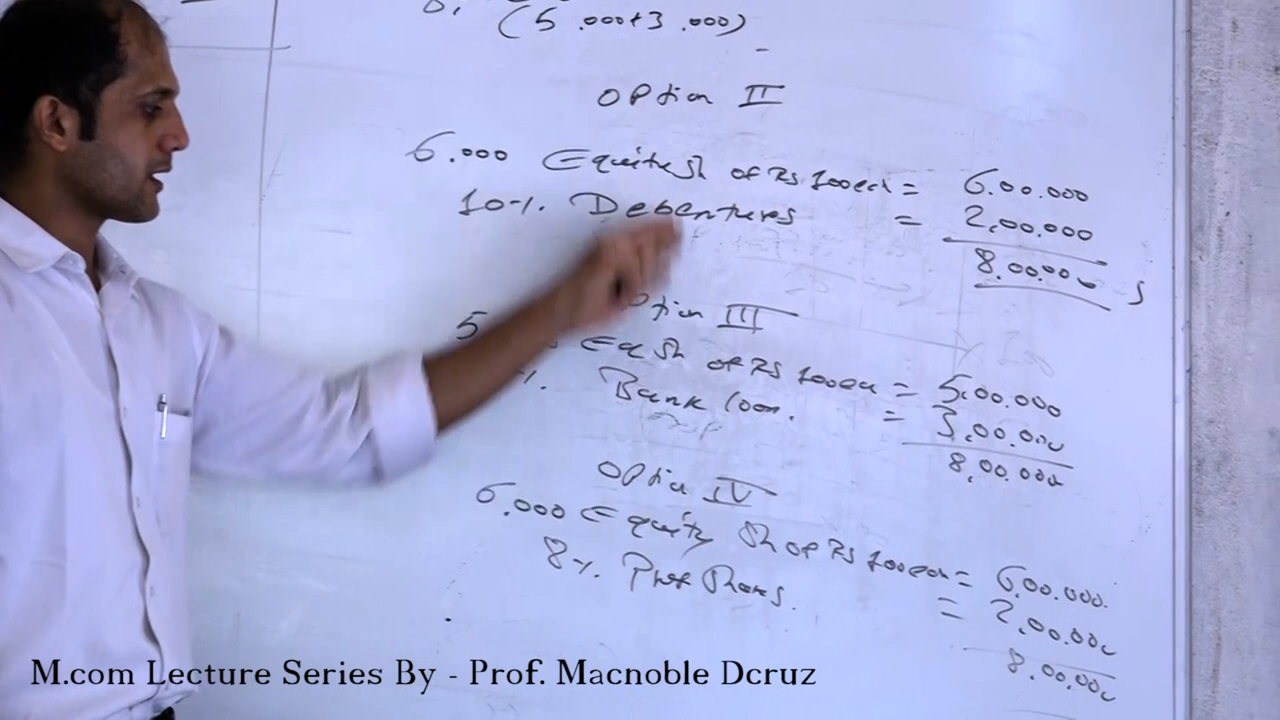 (5.000+3.000)
Option II
6.000 Equity Sh of Rs 100 each = 6.00.000
10%. Debentures = 2,00.000
8.00.000
Option III
5 Eq Sh of Rs 100 ea = 5,00.000
%. Bank loan. = 3,00.000
8,00.000
Option IV
6.000 Equity Sh of Rs 100 each = 6,00.000.
8%. Pref Shares. = 2,00.000
8,00,000
M.com Lecture Series By - Prof. Macnoble Dcruz